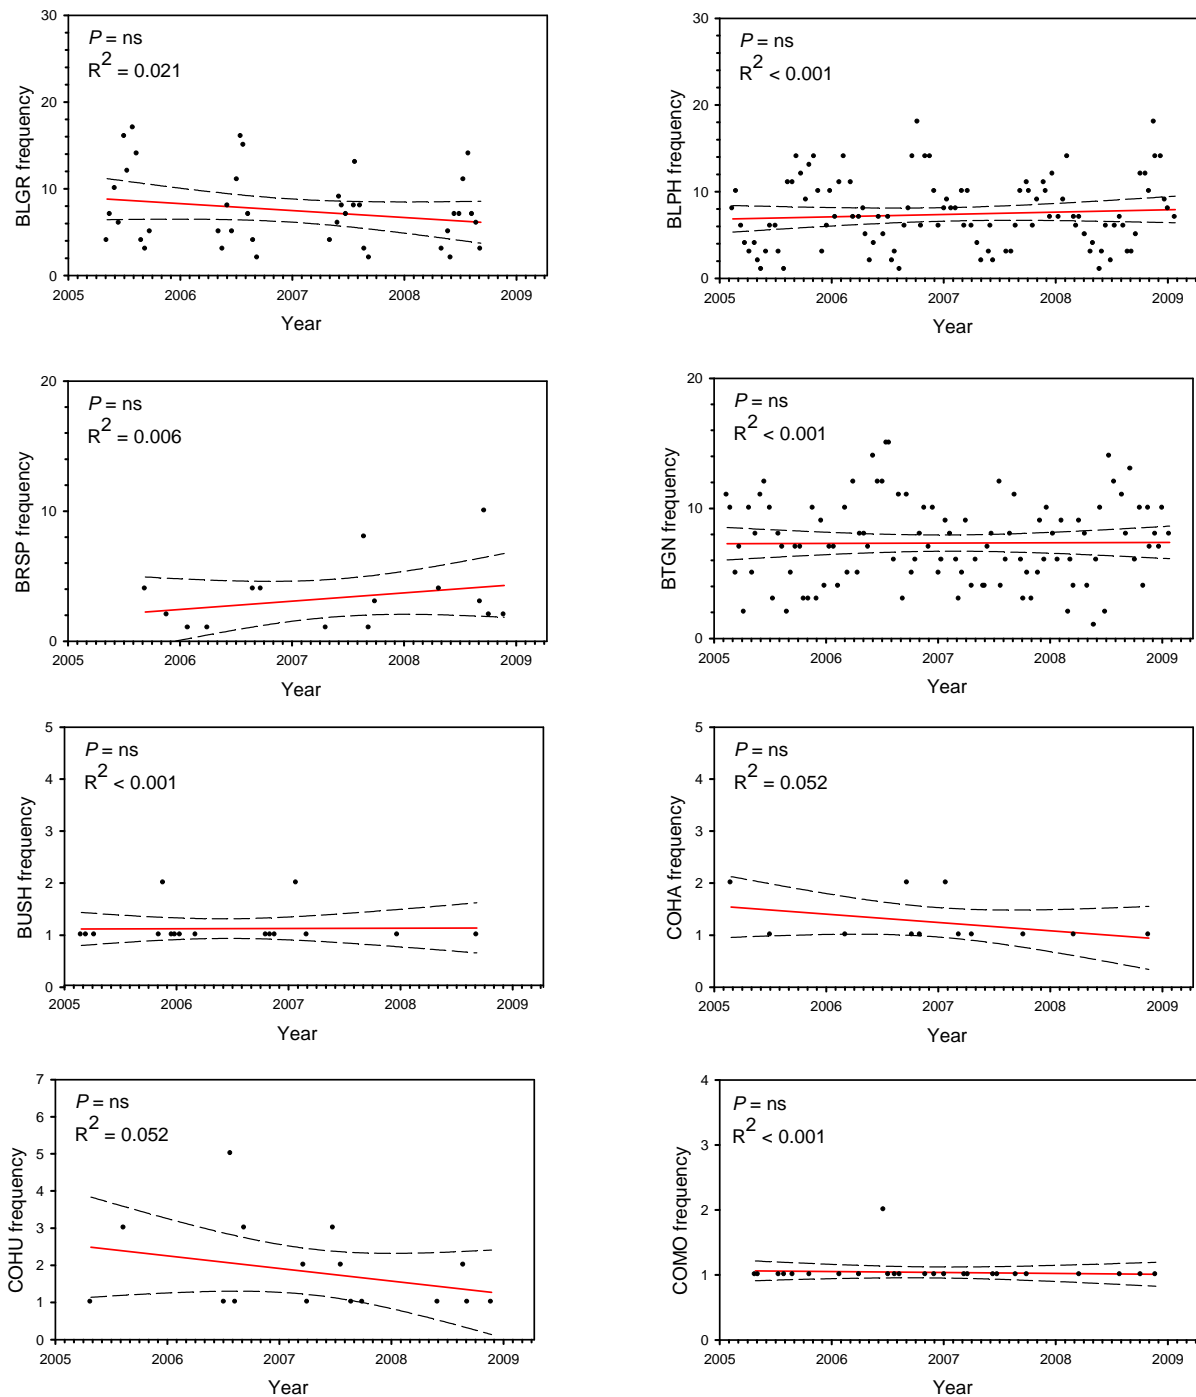 P = ns
R2 = 0.021
30
20
10
0
BLGR frequency
2005 2006 2007 2008 2009
Year
P = ns
R2 < 0.001
30
20
10
0
BLPH frequency
2005 2006 2007 2008 2009
Year
P = ns
R2 = 0.006
20
10
0
BRSP frequency
2005 2006 2007 2008 2009
Year
P = ns
R2 < 0.001
20
10
0
BTGN frequency
2005 2006 2007 2008 2009
Year
P = ns
R2 < 0.001
5
4
3
2
1
0
BUSH frequency
2005 2006 2007 2008 2009
Year
P = ns
R2 = 0.052
5
4
3
2
1
0
COHA frequency
2005 2006 2007 2008 2009
Year
P = ns
R2 = 0.052
7
6
5
4
3
2
1
0
COHU frequency
2005 2006 2007 2008 2009
Year
P = ns
R2 < 0.001
4
3
2
1
0
COMO frequency
2005 2006 2007 2008 2009
Year